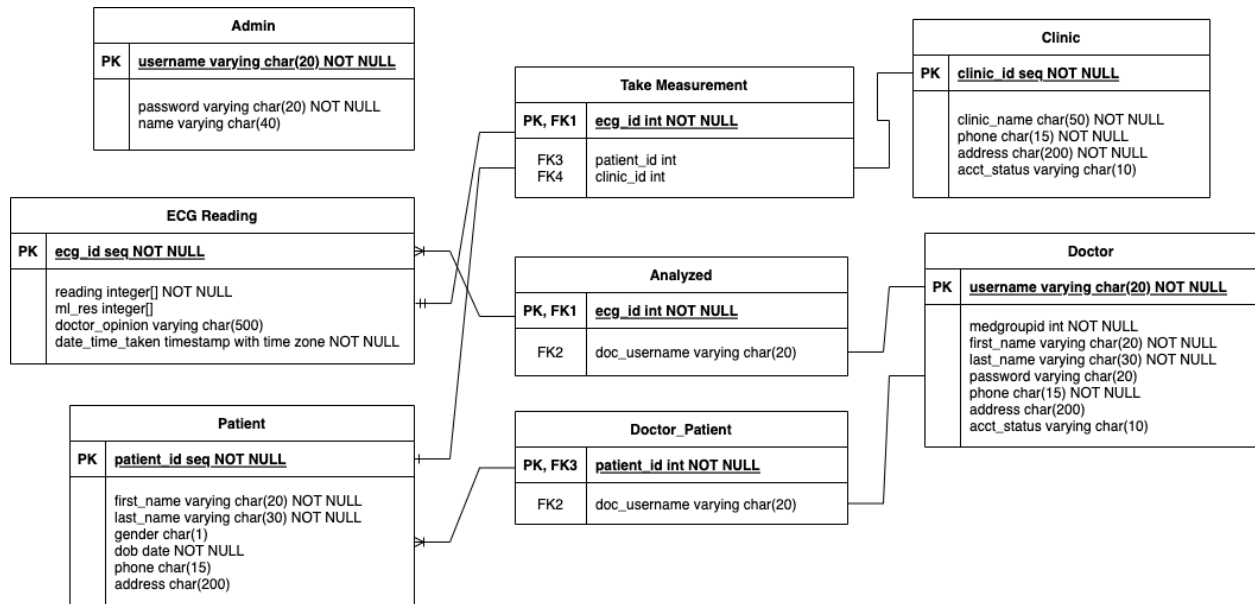 Admin
PK username varying char(20) NOT NULL
password varying char(20) NOT NULL
name varying char(40)
ECG Reading
PK ecg_id seq NOT NULL
reading integer[] NOT NULL
ml_res integer[]
doctor_opinion varying char(500)
date_time_taken timestamp with time zone NOT NULL
Patient
PK patient_id seq NOT NULL
first_name varying char(20) NOT NULL
last_name varying char(30) NOT NULL
gender char(1)
dob date NOT NULL
phone char(15)
address char(200)
Take Measurement
PK, FK1 ecg_id int NOT NULL
FK3 patient_id int
FK4 clinic_id int
Analyzed
PK, FK1 ecg_id int NOT NULL
FK2 doc_username varying char(20)
Doctor_Patient
PK, FK3 patient_id int NOT NULL
FK2 doc_username varying char(20)
Clinic
PK clinic_id seq NOT NULL
clinic_name char(50) NOT NULL
phone char(15) NOT NULL
address char(200) NOT NULL
acct_status varying char(10)
Doctor
PK username varying char(20) NOT NULL
medgroupid int NOT NULL
first_name varying char(20) NOT NULL
last_name varying char(30) NOT NULL
password varying char(20)
phone char(15) NOT NULL
address char(200)
acct_status varying char(10)